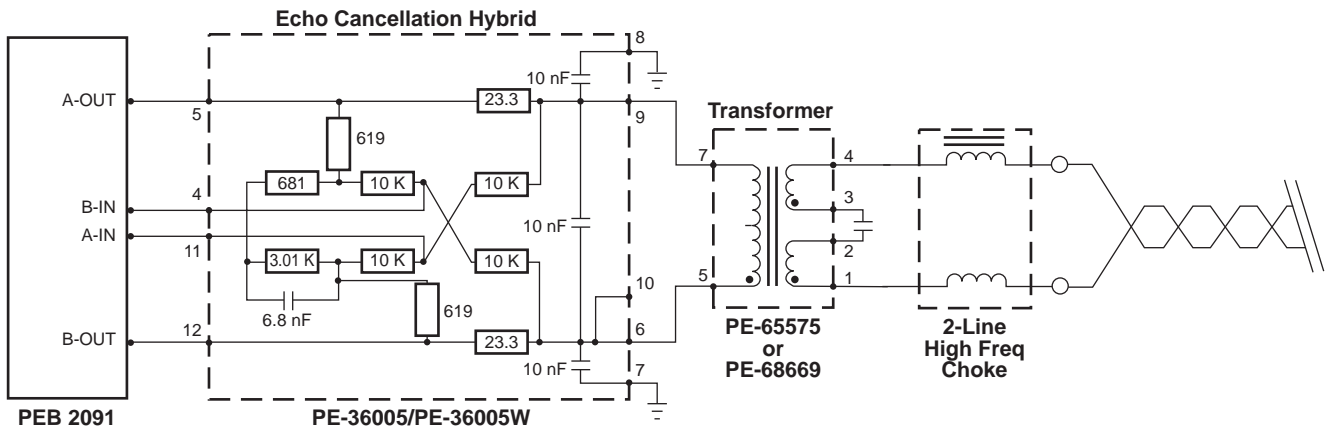 Echo Cancellation Hybrid
8
10 nF
A-OUT
23.3
5
9
Transformer
619
7
4
681
10 K
10 K
4
B-IN
3
A-IN
10 nF
11
3.01 K
10 K
10 K
2
10
5
1
6.8 nF
619
12
6
B-OUT
23.3
PE-65575
or
PE-68669
2-Line
High Freq
Choke
10 nF
7
PEB 2091
PE-36005/PE-36005W